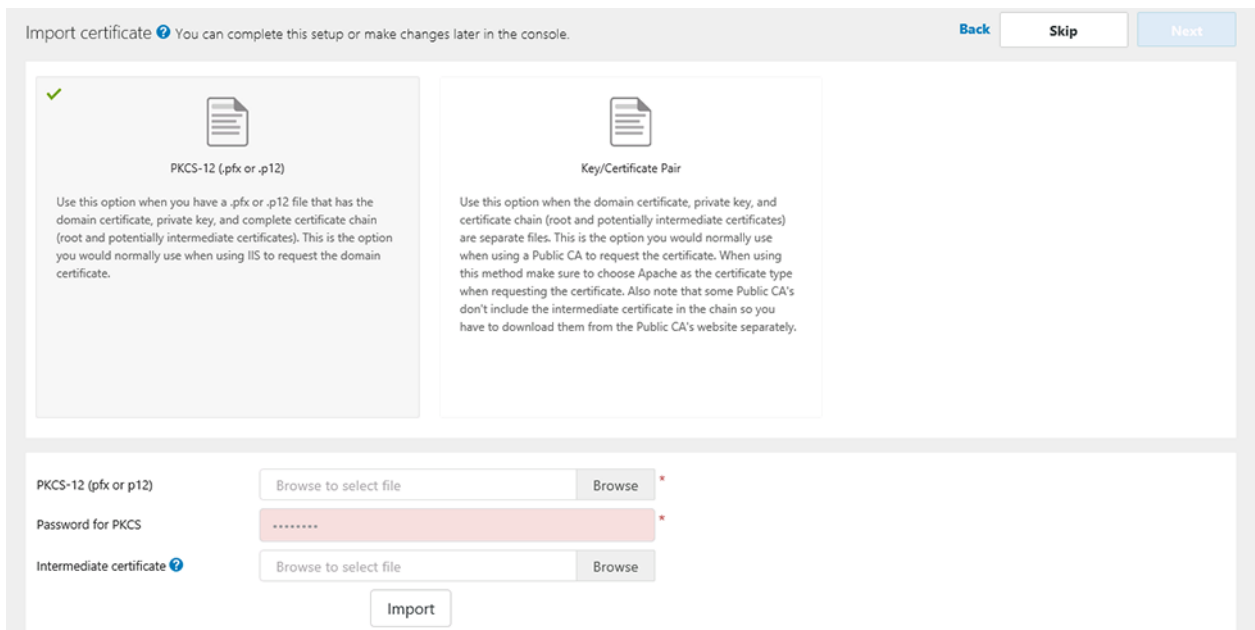 Import certificate ? You can complete this setup or make changes later in the console.
Back
Skip
Next
PKCS-12 (.pfx or .p12)
Use this option when you have a .pfx or .p12 file that has the
domain certificate, private key, and complete certificate chain
(root and potentially intermediate certificates). This is the option
you would normally use when using IIS to request the domain
certificate.
Key/Certificate Pair
Use this option when the domain certificate, private key, and
certificate chain (root and potentially intermediate certificates)
are separate files. This is the option you would normally use
when using a Public CA to request the certificate. When using
this method make sure to choose Apache as the certificate type
when requesting the certificate. Also note that some Public CA's
don't include the intermediate certificate in the chain so you
have to download them from the Public CA's website separately.
PKCS-12 (pfx or p12)
Browse to select file
Browse
*
Password for PKCS
••••••••
*
Intermediate certificate ?
Browse to select file
Browse
Import